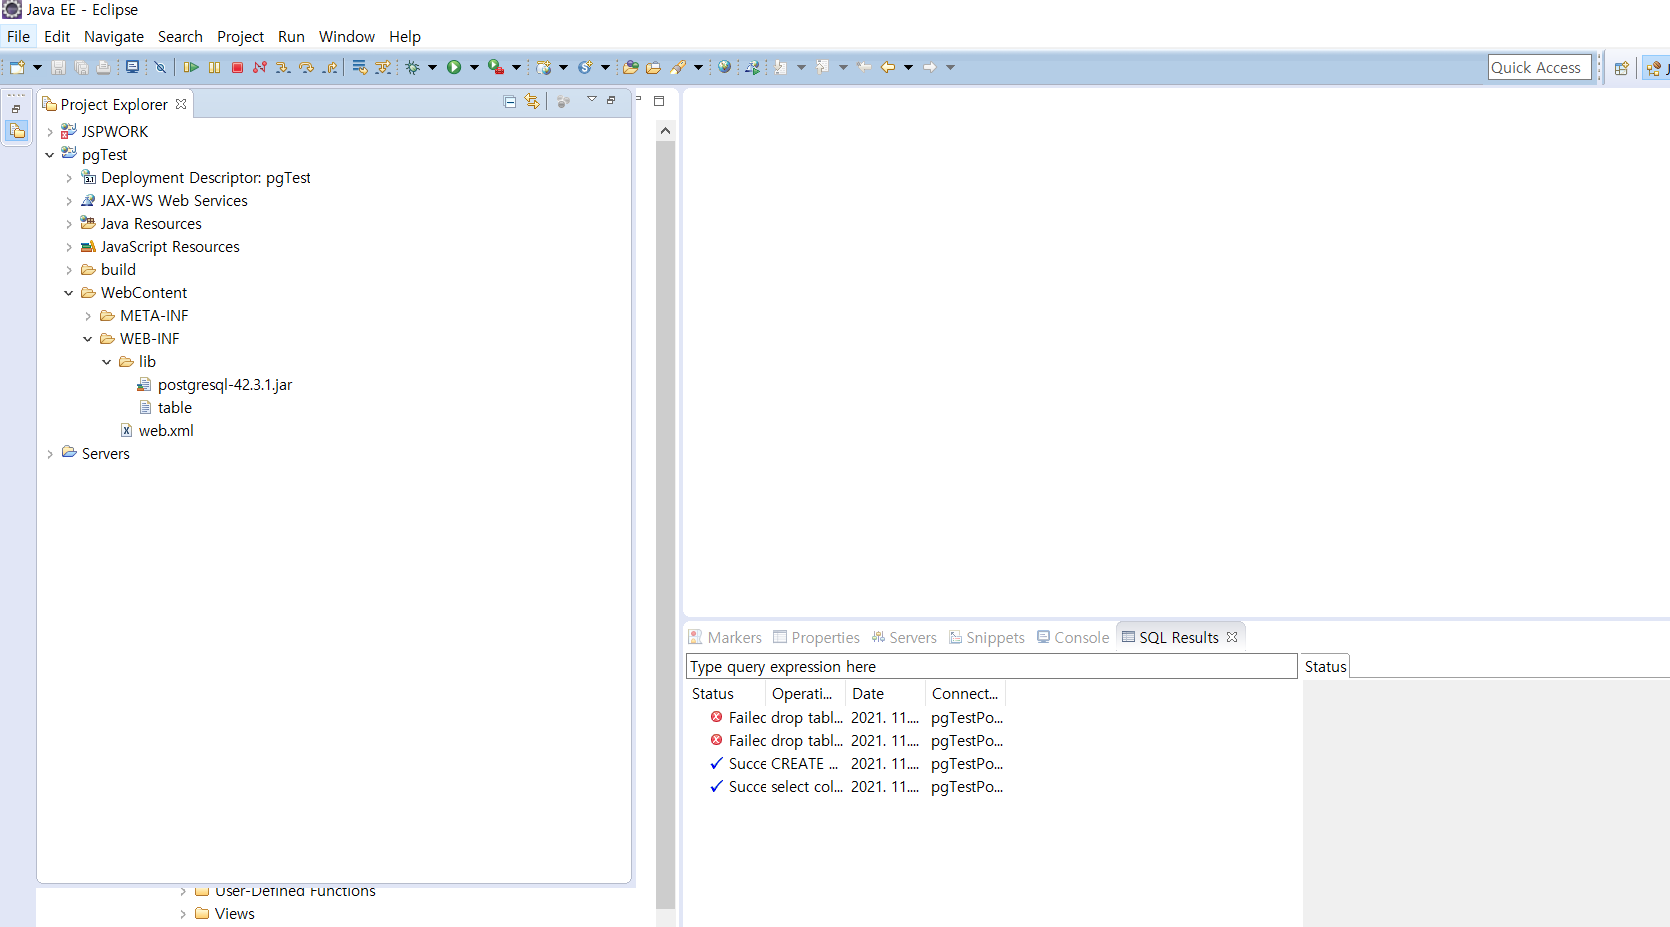 Java EE - Eclipse
File Edit Navigate Search Project Run Window Help
Quick Access
Project Explorer
JSPWORK
pgTest
Deployment Descriptor: pgTest
JAX-WS Web Services
Java Resources
JavaScript Resources
build
WebContent
META-INF
WEB-INF
lib
postgresql-42.3.1.jar
table
web.xml
Servers
User-Defined Functions
Views
Markers Properties Servers Snippets Console SQL Results
Type query expression here
Status
Status Operati... Date Connect...
Failed drop tabl... 2021. 11.... pgTestPo...
Failed drop tabl... 2021. 11.... pgTestPo...
Succe CREATE ... 2021. 11.... pgTestPo...
Succe select col... 2021. 11.... pgTestPo...